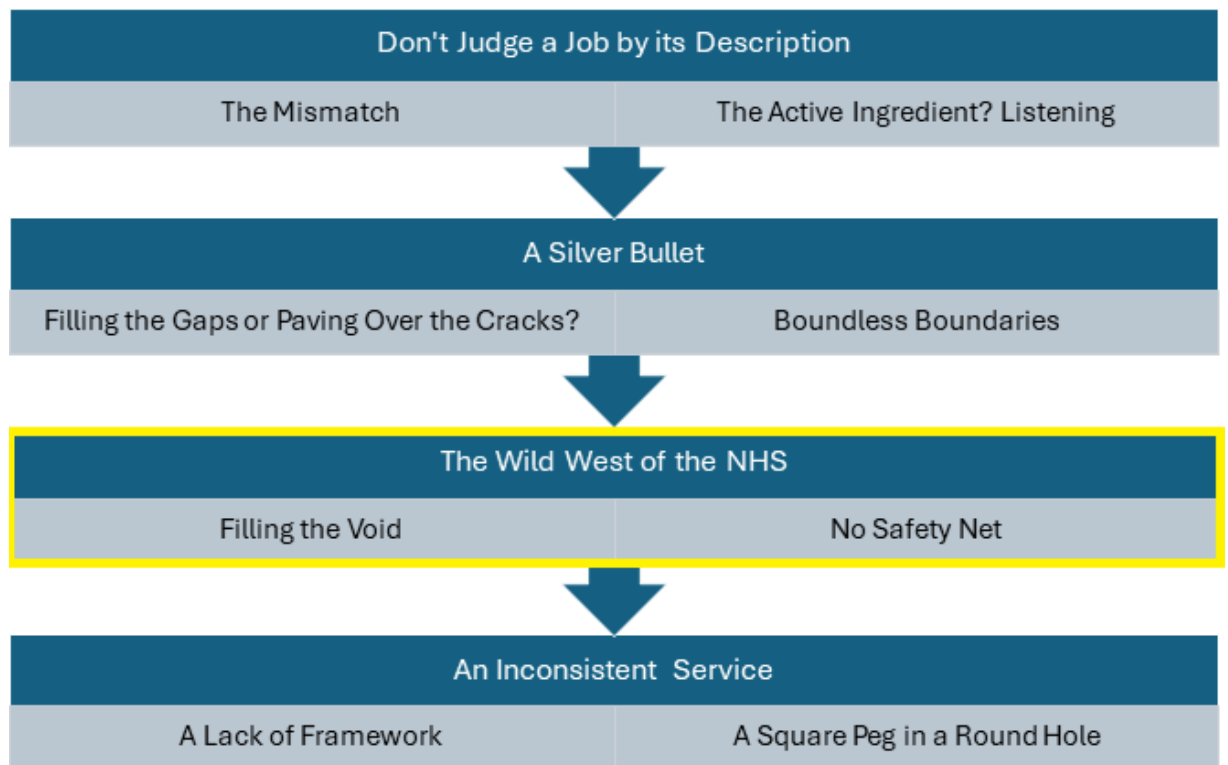 Don't Judge a Job by its Description
The Mismatch
The Active Ingredient? Listening
A Silver Bullet
Filling the Gaps or Paving Over the Cracks?
Boundless Boundaries
The Wild West of the NHS
Filling the Void
No Safety Net
An Inconsistent Service
A Lack of Framework
A Square Peg in a Round Hole